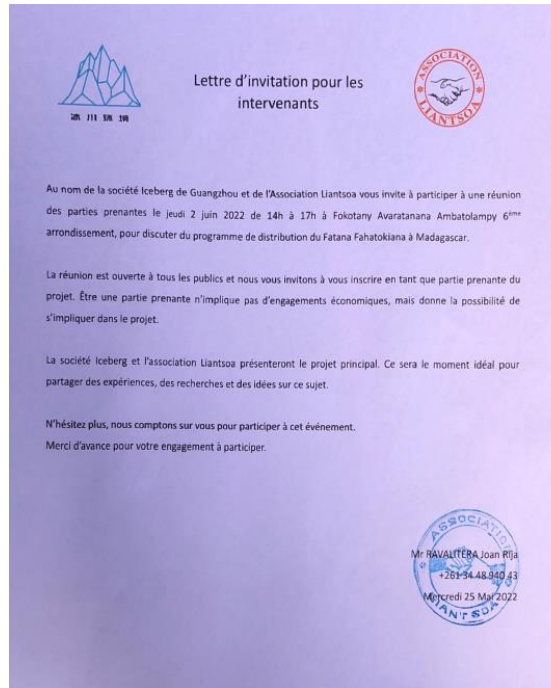 Lettre d'invitation pour les
intervenants
ASSOCIATION
LIANTSOA
Au nom de la société Iceberg de Guangzhou et de l'Association Liantsoa vous invite à participer à une réunion
des parties prenantes le jeudi 2 juin 2022 de 14h à 17h à Fokotany Avaratanana Ambatolampy 6ème
arrondissement, pour discuter du programme de distribution du Fatana Fahatokiana à Madagascar.
La réunion est ouverte à tous les publics et nous vous invitons à vous inscrire en tant que partie prenante du
projet. Être une partie prenante n'implique pas d'engagements économiques, mais donne la possibilité de
s'impliquer dans le projet.
La société Iceberg et l'association Liantsoa présenteront le projet principal. Ce sera le moment idéal pour
partager des expériences, des recherches et des idées sur ce sujet.
N'hésitez plus, nous comptons sur vous pour participer à cet événement.
Merci d'avance pour votre engagement à participer.
ASSOCIATION
Mr RAVALITERA Joan Rija
+261 34 48 940 43
Mercredi 25 Mai 2022
LIANTSOA